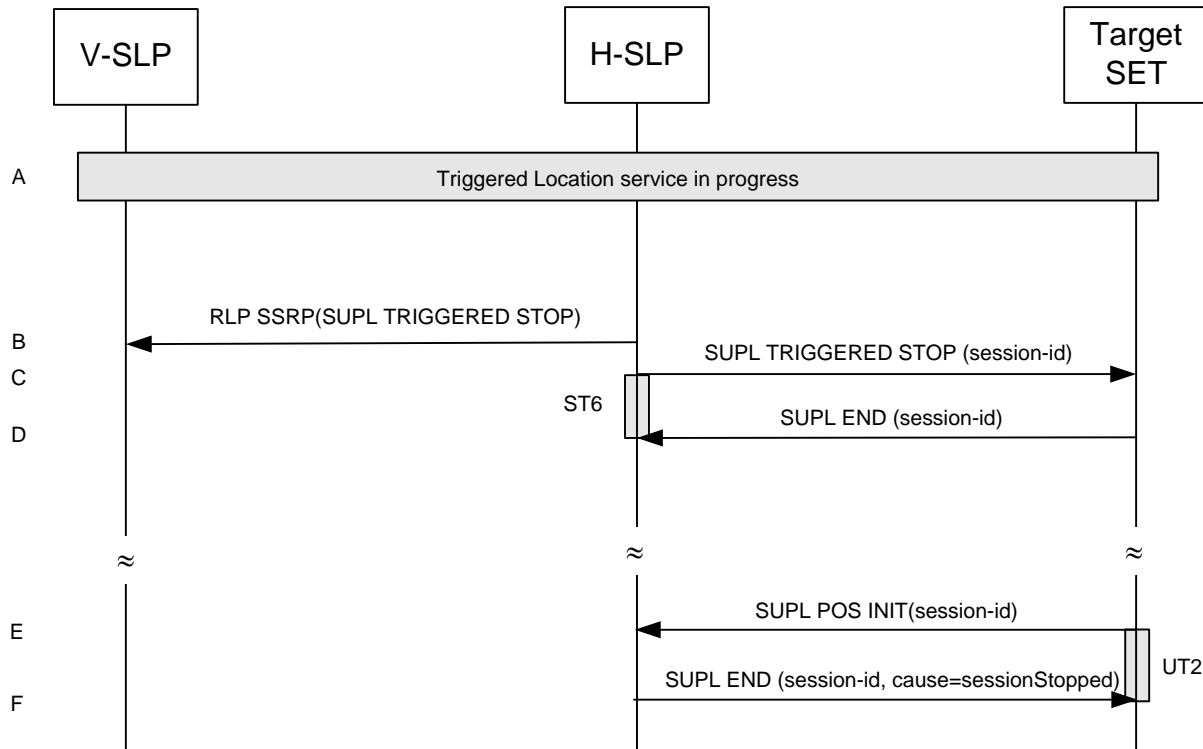 V-SLP
H-SLP
Target
SET
A
Triggered Location service in progress
RLP SSRP(SUPL TRIGGERED STOP)
B
SUPL TRIGGERED STOP (session-id)
C
ST6
SUPL END (session-id)
D
≈
≈
≈
SUPL POS INIT(session-id)
E
UT2
SUPL END (session-id, cause=sessionStopped)
F